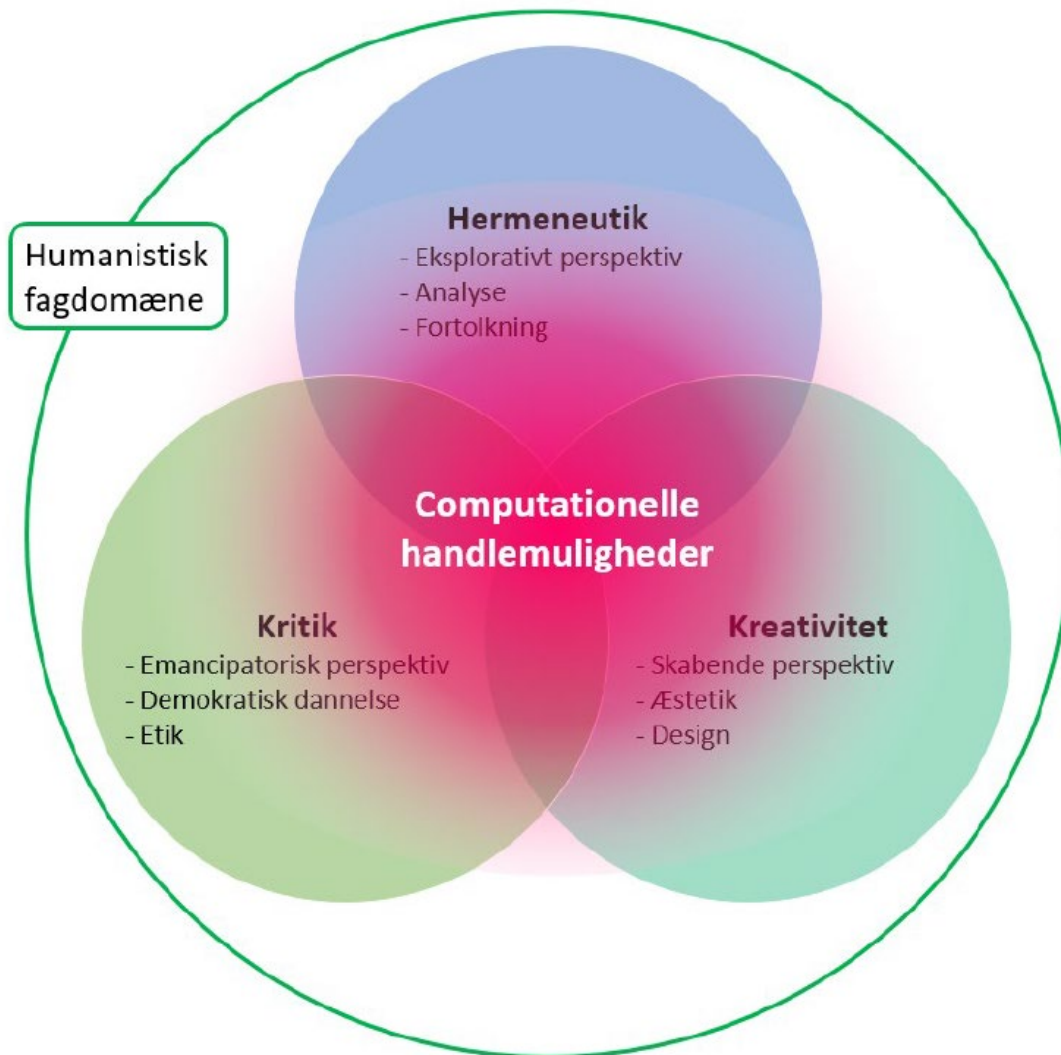 Hermeneutik
- Eksplorativt perspektiv
- Analyse
- Fortolkning
Humanistisk
fagdomæne
Computationelle
handlemuligheder
Kritik
- Emancipatorisk perspektiv
- Demokratisk dannelse
- Etik
Kreativitet
- Skabende perspektiv
- Æstetik
- Design